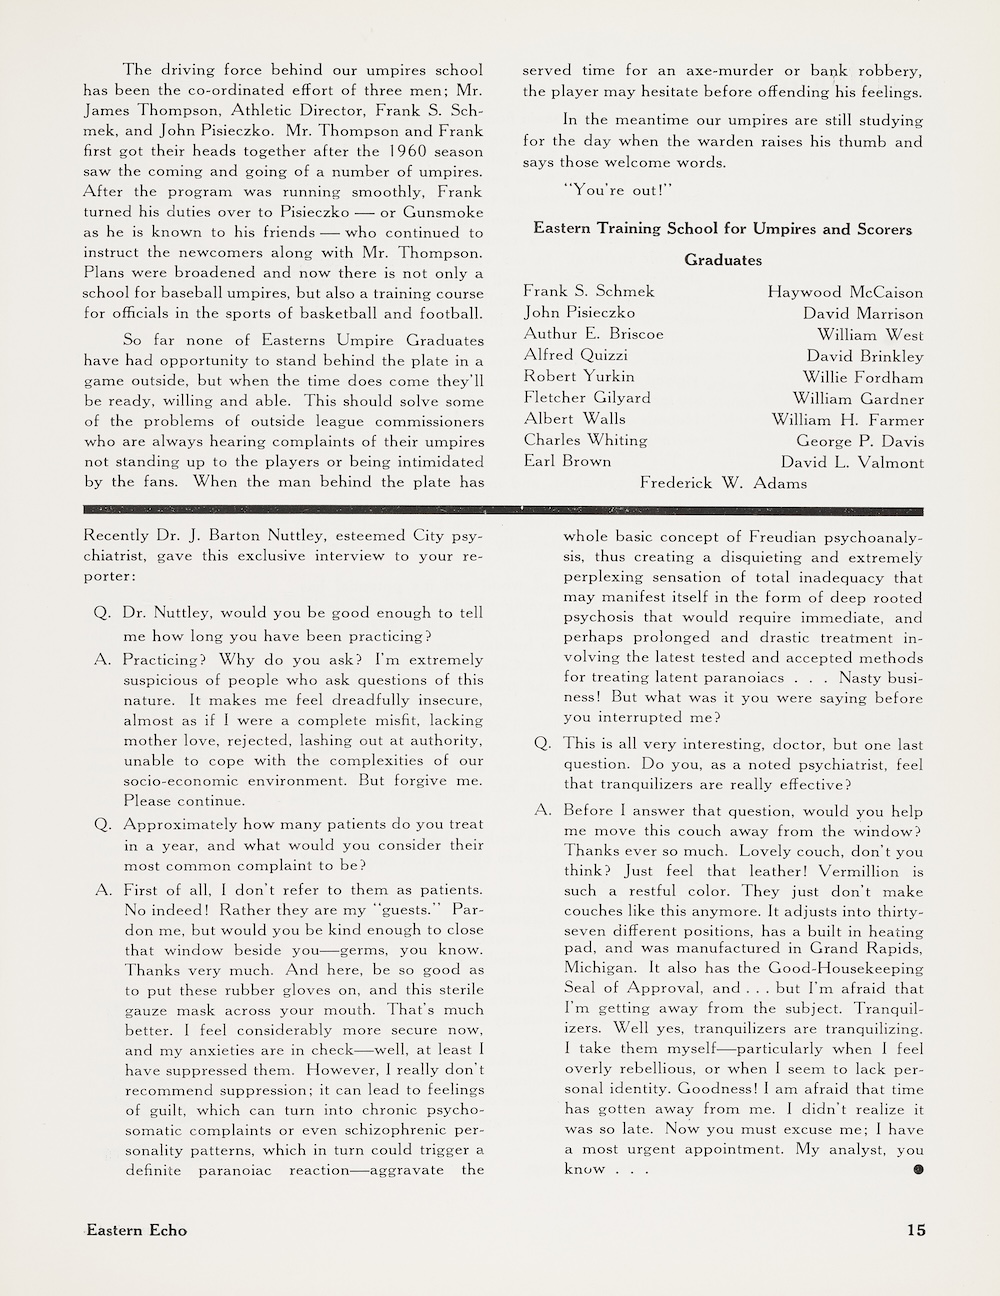 The driving force behind our umpires school
has been the co-ordinated effort of three men; Mr.
James Thompson, Athletic Director, Frank S. Sch-
mek, and John Pisieczko. Mr. Thompson and Frank
first got their heads together after the 1960 season
saw the coming and going of a number of umpires.
After the program was running smoothly, Frank
turned his duties over to Pisieczko — or Gunsmoke
as he is known to his friends — who continued to
instruct the newcomers along with Mr. Thompson.
Plans were broadened and now there is not only a
school for baseball umpires, but also a training course
for officials in the sports of basketball and football.
So far none of Easterns Umpire Graduates
have had opportunity to stand behind the plate in a
game outside, but when the time does come they'll
be ready, willing and able. This should solve some
of the problems of outside league commissioners
who are always hearing complaints of their umpires
not standing up to the players or being intimidated
by the fans. When the man behind the plate has
served time for an axe-murder or bank robbery,
the player may hesitate before offending his feelings.
In the meantime our umpires are still studying
for the day when the warden raises his thumb and
says those welcome words.
"You're out!"
Eastern Training School for Umpires and Scorers
Graduates
Frank S. Schmek Haywood McCaison
John Pisieczko David Marrison
Authur E. Briscoe William West
Alfred Quizzi David Brinkley
Robert Yurkin Willie Fordham
Fletcher Gilyard William Gardner
Albert Walls William H. Farmer
Charles Whiting George P. Davis
Earl Brown David L. Valmont
Frederick W. Adams
Recently Dr. J. Barton Nuttley, esteemed City psy-
chiatrist, gave this exclusive interview to your re-
porter:
Q. Dr. Nuttley, would you be good enough to tell
me how long you have been practicing?
A. Practicing? Why do you ask? I'm extremely
suspicious of people who ask questions of this
nature. It makes me feel dreadfully insecure,
almost as if I were a complete misfit, lacking
mother love, rejected, lashing out at authority,
unable to cope with the complexities of our
socio-economic environment. But forgive me.
Please continue.
Q. Approximately how many patients do you treat
in a year, and what would you consider their
most common complaint to be?
A. First of all, I don't refer to them as patients.
No indeed! Rather they are my "guests." Par-
don me, but would you be kind enough to close
that window beside you—germs, you know.
Thanks very much. And here, be so good as
to put these rubber gloves on, and this sterile
gauze mask across your mouth. That's much
better. I feel considerably more secure now,
and my anxieties are in check—well, at least I
have suppressed them. However, I really don't
recommend suppression; it can lead to feelings
of guilt, which can turn into chronic psycho-
somatic complaints or even schizophrenic per-
sonality patterns, which in turn could trigger a
definite paranoiac reaction—aggravate the
whole basic concept of Freudian psychoanaly-
sis, thus creating a disquieting and extremely
perplexing sensation of total inadequacy that
may manifest itself in the form of deep rooted
psychosis that would require immediate, and
perhaps prolonged and drastic treatment in-
volving the latest tested and accepted methods
for treating latent paranoiacs . . . Nasty busi-
ness! But what was it you were saying before
you interrupted me?
Q. This is all very interesting, doctor, but one last
question. Do you, as a noted psychiatrist, feel
that tranquilizers are really effective?
A. Before I answer that question, would you help
me move this couch away from the window?
Thanks ever so much. Lovely couch, don't you
think? Just feel that leather! Vermillion is
such a restful color. They just don't make
couches like this anymore. It adjusts into thirty-
seven different positions, has a built in heating
pad, and was manufactured in Grand Rapids,
Michigan. It also has the Good-Housekeeping
Seal of Approval, and . . . but I'm afraid that
I'm getting away from the subject. Tranquil-
izers. Well yes, tranquilizers are tranquilizing.
I take them myself—particularly when I feel
overly rebellious, or when I seem to lack per-
sonal identity. Goodness! I am afraid that time
has gotten away from me. I didn't realize it
was so late. Now you must excuse me; I have
a most urgent appointment. My analyst, you
know . . .
Eastern Echo 15